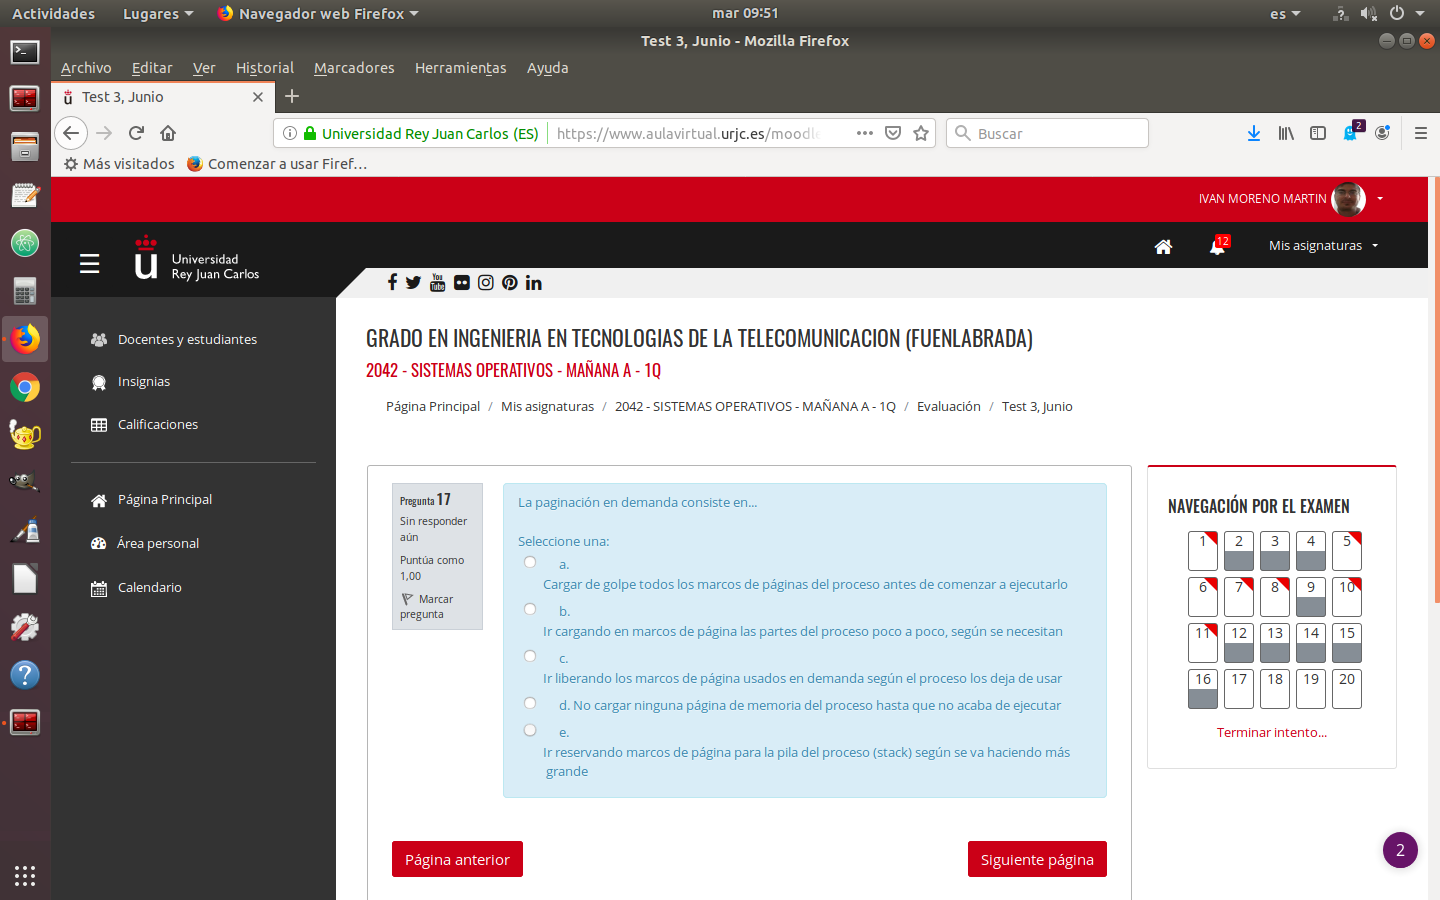 Actividades
Lugares
Navegador web Firefox
mar 09:51
es
Test 3, Junio - Mozilla Firefox
Archivo
Editar
Ver
Historial
Marcadores
Herramientas
Ayuda
Test 3, Junio
Universidad Rey Juan Carlos (ES)
https://www.aulavirtual.urjc.es/moodle
Buscar
2
Más visitados
Comenzar a usar Firef…
IVAN MORENO MARTIN
Universidad
Rey Juan Carlos
12
Mis asignaturas
You
Tube
Docentes y estudiantes
Insignias
Calificaciones
Página Principal
Área personal
Calendario
GRADO EN INGENIERIA EN TECNOLOGIAS DE LA TELECOMUNICACION (FUENLABRADA)
2042 - SISTEMAS OPERATIVOS - MAÑANA A - 1Q
Página Principal / Mis asignaturas / 2042 - SISTEMAS OPERATIVOS - MAÑANA A - 1Q / Evaluación / Test 3, Junio
Pregunta 17
Sin responder
aún
Puntúa como
1,00
Marcar
pregunta
La paginación en demanda consiste en...
Seleccione una:
a.
Cargar de golpe todos los marcos de páginas del proceso antes de comenzar a ejecutarlo
b.
Ir cargando en marcos de página las partes del proceso poco a poco, según se necesitan
c.
Ir liberando los marcos de página usados en demanda según el proceso los deja de usar
d. No cargar ninguna página de memoria del proceso hasta que no acaba de ejecutar
e.
Ir reservando marcos de página para la pila del proceso (stack) según se va haciendo más
grande
Página anterior
Siguiente página
NAVEGACIÓN POR EL EXAMEN
1 2 3 4 5
6 7 8 9 10
11 12 13 14 15
16 17 18 19 20
Terminar intento...
2